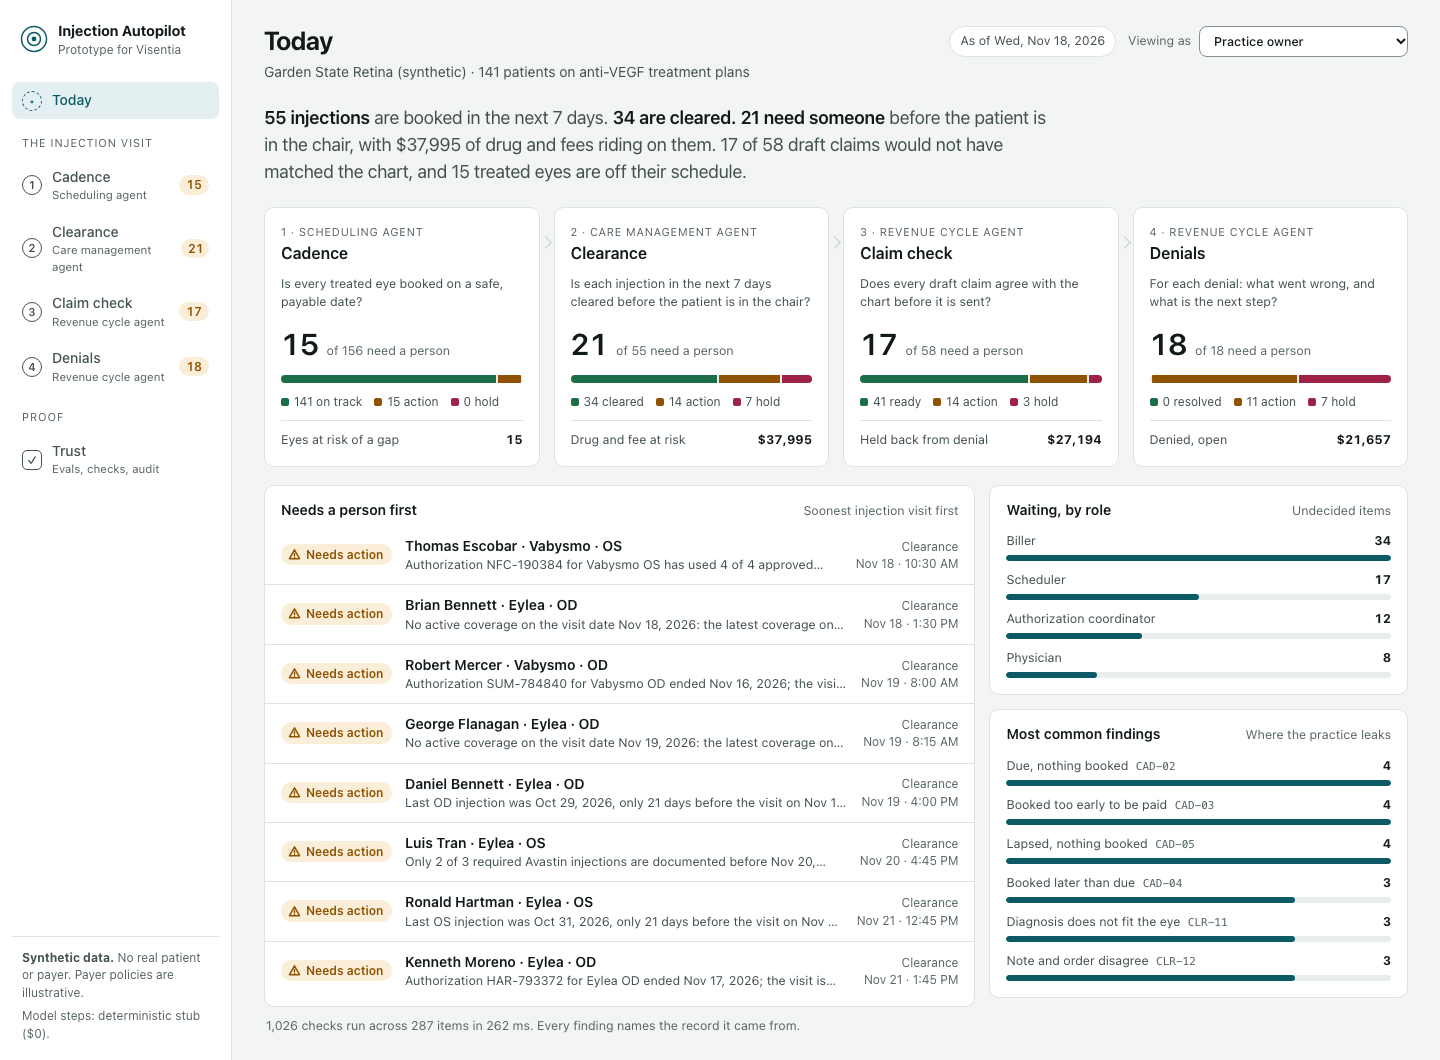 Injection Autopilot
Prototype for Visentia
Today
THE INJECTION VISIT
1
Cadence
Scheduling agent
15
2
Clearance
Care management
agent
21
3
Claim check
Revenue cycle agent
17
4
Denials
Revenue cycle agent
18
PROOF
Trust
Evals, checks, audit
Synthetic data. No real patient
or payer. Payer policies are
illustrative.
Model steps: deterministic stub
($0).
Today
As of Wed, Nov 18, 2026
Viewing as
Practice owner
Garden State Retina (synthetic) · 141 patients on anti-VEGF treatment plans
55 injections are booked in the next 7 days. 34 are cleared. 21 need someone before the patient is
in the chair, with $37,995 of drug and fees riding on them. 17 of 58 draft claims would not have
matched the chart, and 15 treated eyes are off their schedule.
1 · SCHEDULING AGENT
Cadence
Is every treated eye booked on a safe,
payable date?
15 of 156 need a person
141 on track 15 action 0 hold
Eyes at risk of a gap 15
2 · CARE MANAGEMENT AGENT
Clearance
Is each injection in the next 7 days
cleared before the patient is in the chair?
21 of 55 need a person
34 cleared 14 action 7 hold
Drug and fee at risk $37,995
3 · REVENUE CYCLE AGENT
Claim check
Does every draft claim agree with the
chart before it is sent?
17 of 58 need a person
41 ready 14 action 3 hold
Held back from denial $27,194
4 · REVENUE CYCLE AGENT
Denials
For each denial: what went wrong, and
what is the next step?
18 of 18 need a person
0 resolved 11 action 7 hold
Denied, open $21,657
Needs a person first Soonest injection visit first
Needs action
Thomas Escobar · Vabysmo · OS
Authorization NFC-190384 for Vabysmo OS has used 4 of 4 approved...
Clearance
Nov 18 · 10:30 AM
Needs action
Brian Bennett · Eylea · OD
No active coverage on the visit date Nov 18, 2026: the latest coverage on...
Clearance
Nov 18 · 1:30 PM
Needs action
Robert Mercer · Vabysmo · OD
Authorization SUM-784840 for Vabysmo OD ended Nov 16, 2026; the visi...
Clearance
Nov 19 · 8:00 AM
Needs action
George Flanagan · Eylea · OD
No active coverage on the visit date Nov 19, 2026: the latest coverage on...
Clearance
Nov 19 · 8:15 AM
Needs action
Daniel Bennett · Eylea · OD
Last OD injection was Oct 29, 2026, only 21 days before the visit on Nov 1...
Clearance
Nov 19 · 4:00 PM
Needs action
Luis Tran · Eylea · OS
Only 2 of 3 required Avastin injections are documented before Nov 20,...
Clearance
Nov 20 · 4:45 PM
Needs action
Ronald Hartman · Eylea · OS
Last OS injection was Oct 31, 2026, only 21 days before the visit on Nov ...
Clearance
Nov 21 · 12:45 PM
Needs action
Kenneth Moreno · Eylea · OD
Authorization HAR-793372 for Eylea OD ended Nov 17, 2026; the visit is...
Clearance
Nov 21 · 1:45 PM
1,026 checks run across 287 items in 262 ms. Every finding names the record it came from.
Waiting, by role Undecided items
Biller 34
Scheduler 17
Authorization coordinator 12
Physician 8
Most common findings Where the practice leaks
Due, nothing booked CAD-02 4
Booked too early to be paid CAD-03 4
Lapsed, nothing booked CAD-05 4
Booked later than due CAD-04 3
Diagnosis does not fit the eye CLR-11 3
Note and order disagree CLR-12 3